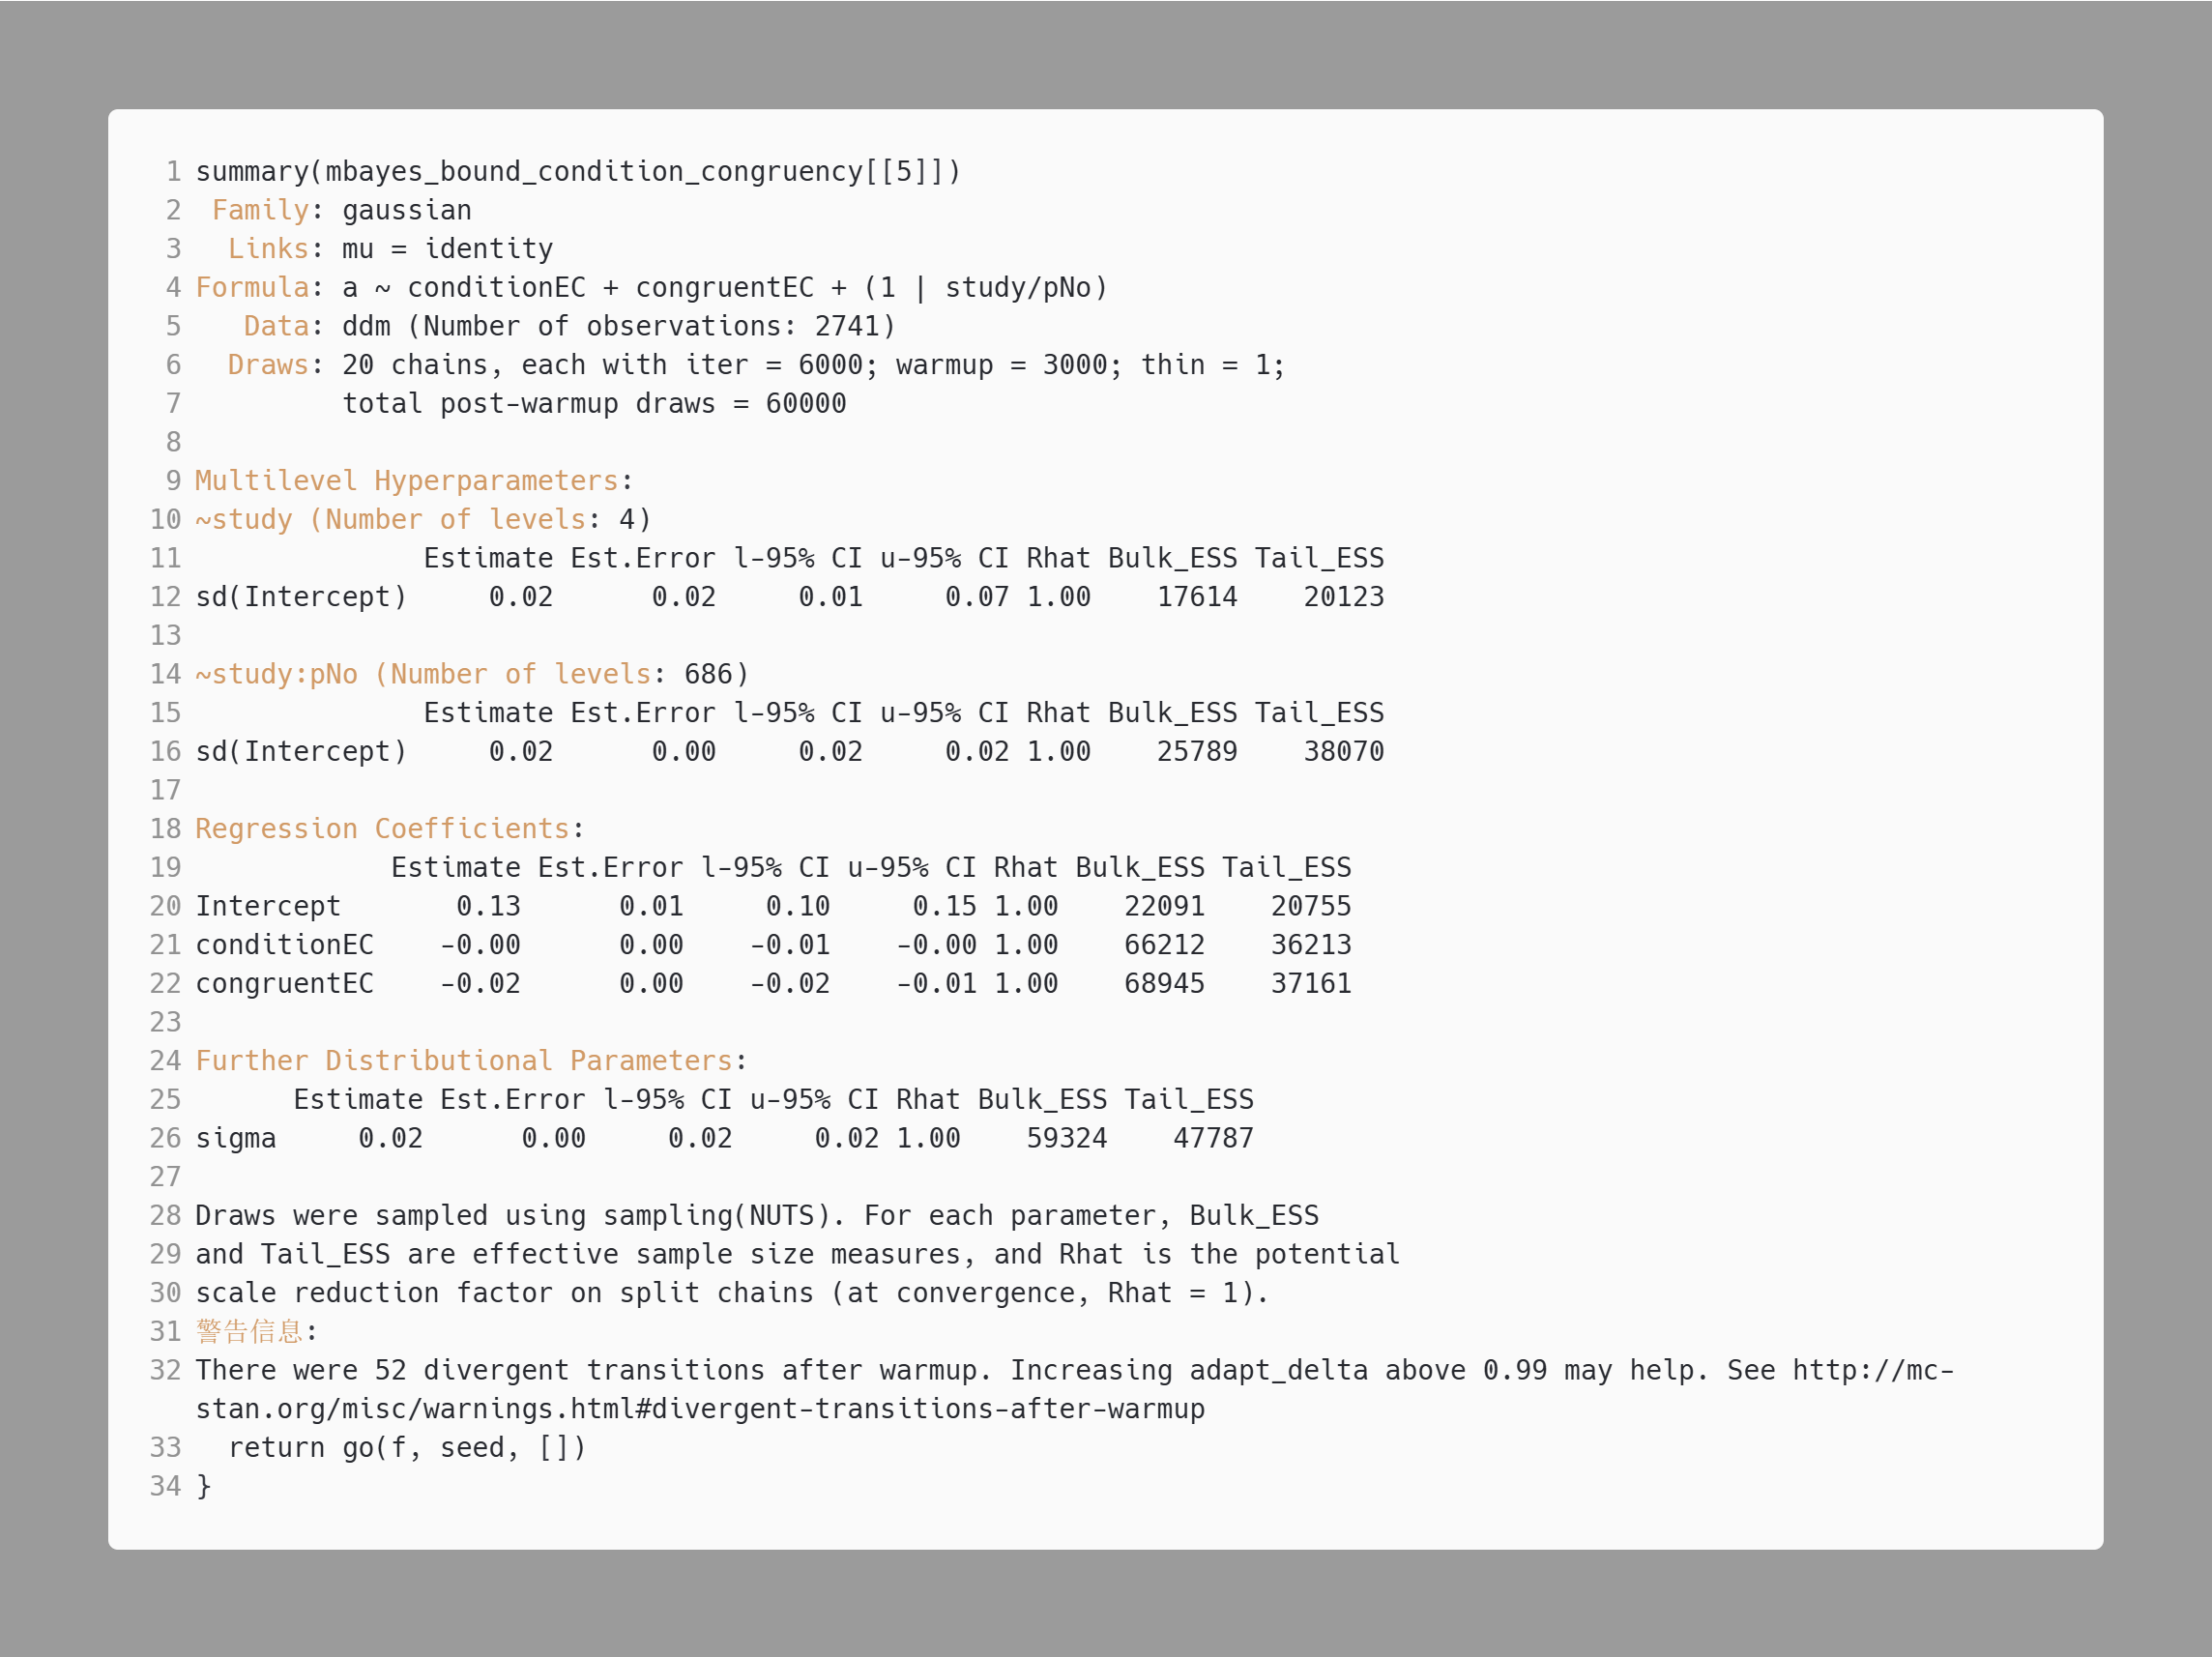 1 summary(mbayes_bound_condition_congruency[[5]])
2  Family: gaussian
3   Links: mu = identity
4 Formula: a ~ conditionEC + congruentEC + (1 | study/pNo)
5    Data: ddm (Number of observations: 2741)
6   Draws: 20 chains, each with iter = 6000; warmup = 3000; thin = 1;
7          total post-warmup draws = 60000
8
9 Multilevel Hyperparameters:
10 ~study (Number of levels: 4)
11               Estimate Est.Error l-95% CI u-95% CI Rhat Bulk_ESS Tail_ESS
12 sd(Intercept)     0.02      0.02     0.01     0.07 1.00    17614    20123
13
14 ~study:pNo (Number of levels: 686)
15               Estimate Est.Error l-95% CI u-95% CI Rhat Bulk_ESS Tail_ESS
16 sd(Intercept)     0.02      0.00     0.02     0.02 1.00    25789    38070
17
18 Regression Coefficients:
19             Estimate Est.Error l-95% CI u-95% CI Rhat Bulk_ESS Tail_ESS
20 Intercept       0.13      0.01     0.10     0.15 1.00    22091    20755
21 conditionEC    -0.00      0.00    -0.01    -0.00 1.00    66212    36213
22 congruentEC    -0.02      0.00    -0.02    -0.01 1.00    68945    37161
23
24 Further Distributional Parameters:
25       Estimate Est.Error l-95% CI u-95% CI Rhat Bulk_ESS Tail_ESS
26 sigma     0.02      0.00     0.02     0.02 1.00    59324    47787
27
28 Draws were sampled using sampling(NUTS). For each parameter, Bulk_ESS
29 and Tail_ESS are effective sample size measures, and Rhat is the potential
30 scale reduction factor on split chains (at convergence, Rhat = 1).
31 警告信息:
32 There were 52 divergent transitions after warmup. Increasing adapt_delta above 0.99 may help. See http://mc-
stan.org/misc/warnings.html#divergent-transitions-after-warmup
33   return go(f, seed, [])
34 }